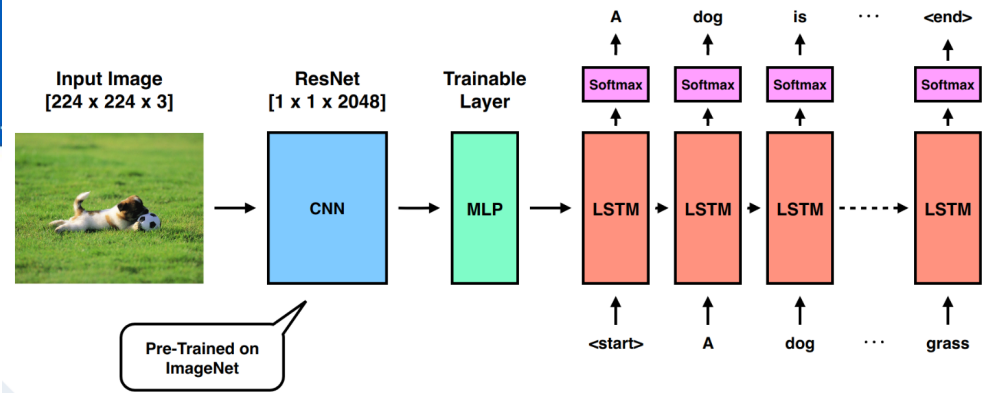 A dog is ... <end>
Softmax Softmax Softmax Softmax
Input Image
[224 x 224 x 3]
ResNet
[1 x 1 x 2048]
Trainable
Layer
CNN
MLP
LSTM LSTM LSTM LSTM
Pre-Trained on
ImageNet
<start> A dog ... grass